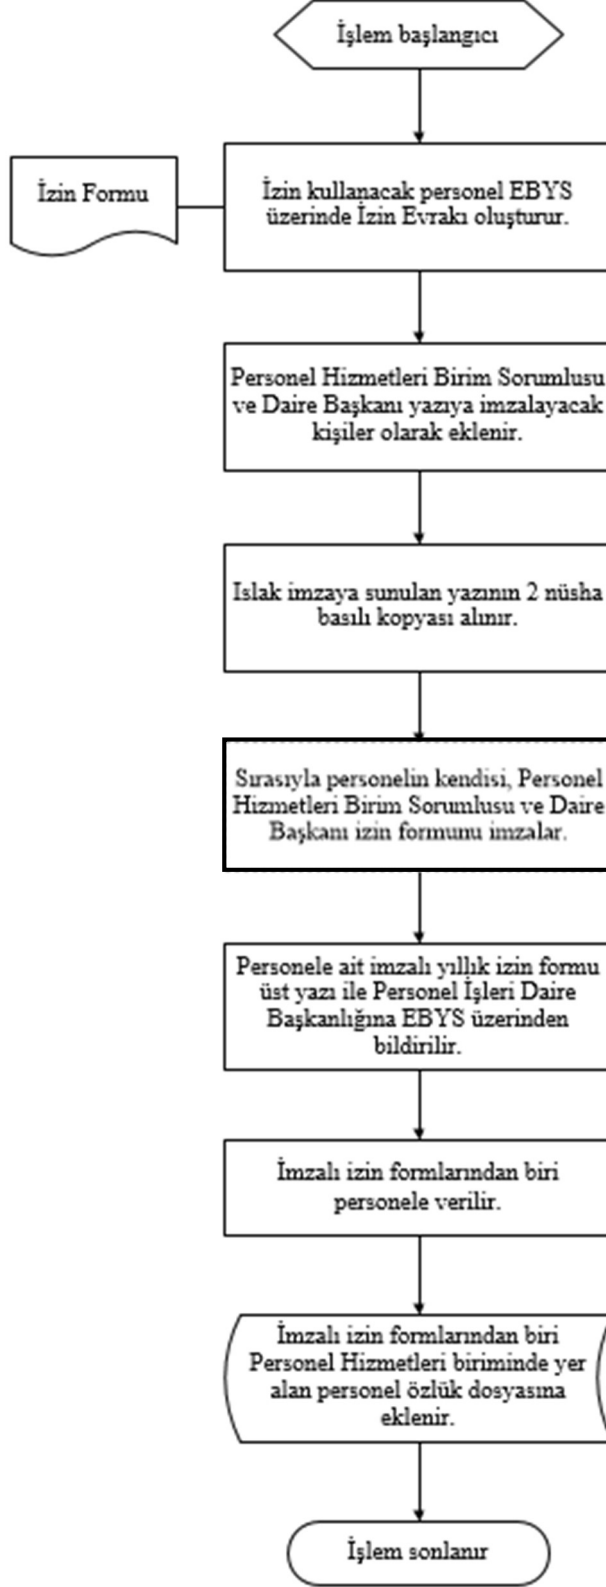 İşlem başlangıcı
İzin Formu
İzin kullanacak personel EBYS
üzerinde İzin Evrakı oluşturur.
Personel Hizmetleri Birim Sorumlusu
ve Daire Başkanı yazıya imzalayacak
kişiler olarak eklenir.
Islak imzaya sunulan yazının 2 nüsha
basılı kopyası alınır.
Sırasıyla personelin kendisi, Personel
Hizmetleri Birim Sorumlusu ve Daire
Başkanı izin formunu imzalar.
Personele ait imzalı yıllık izin formu
üst yazı ile Personel İşleri Daire
Başkanlığına EBYS üzerinden
bildirilir.
İmzalı izin formlarından biri
personele verilir.
İmzalı izin formlarından biri
Personel Hizmetleri biriminde yer
alan personel özlük dosyasına
eklenir.
İşlem sonlanır